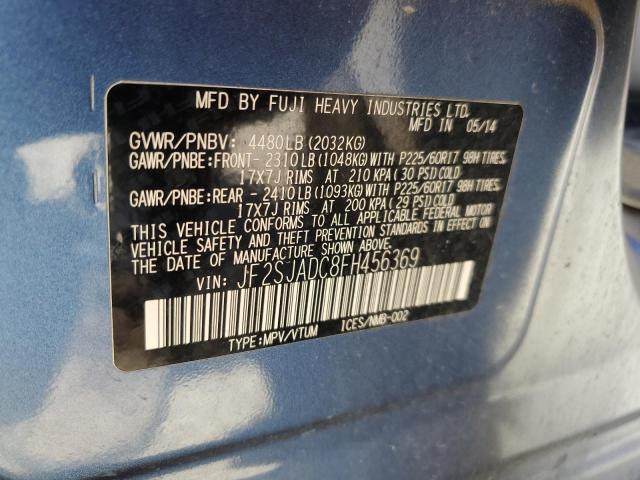 MFD BY FUJI HEAVY INDUSTRIES LTD.
MFD IN 05/14
GVWR/PNBV: 4480LB (2032KG)
GAWR/PNBE:FRONT- 2310LB (1048KG) WITH P225/60R17 98H TIRES,
17X7J RIMS AT 210 KPA (30 PSI) COLD
GAWR/PNBE:REAR - 2410LB (1093KG) WITH P225/60R17 98H TIRES,
17X7J RIMS AT 200 KPA (29 PSI) COLD
THIS VEHICLE CONFORMS TO ALL APPLICABLE FEDERAL MOTOR
VEHICLE SAFETY AND THEFT PREVENTION STANDARDS IN EFFECT ON
THE DATE OF MANUFACTURE SHOWN ABOVE.
VIN: JF2SJADC8FH456369
TYPE:MPV/VTUM ICES/NMB-002